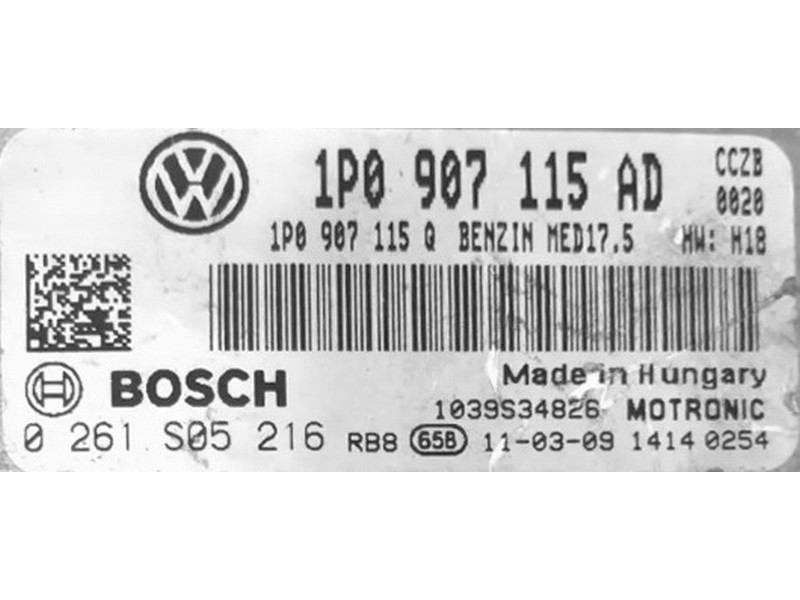 1P0 907 115 AD CCZB
0020
1P0 907 115 Q BENZIN MED17.5 HW: H18
BOSCH
Made in Hungary
1039S34826 MOTRONIC
0 261 S05 216 RB8 65B 11-03-09 1414 0254